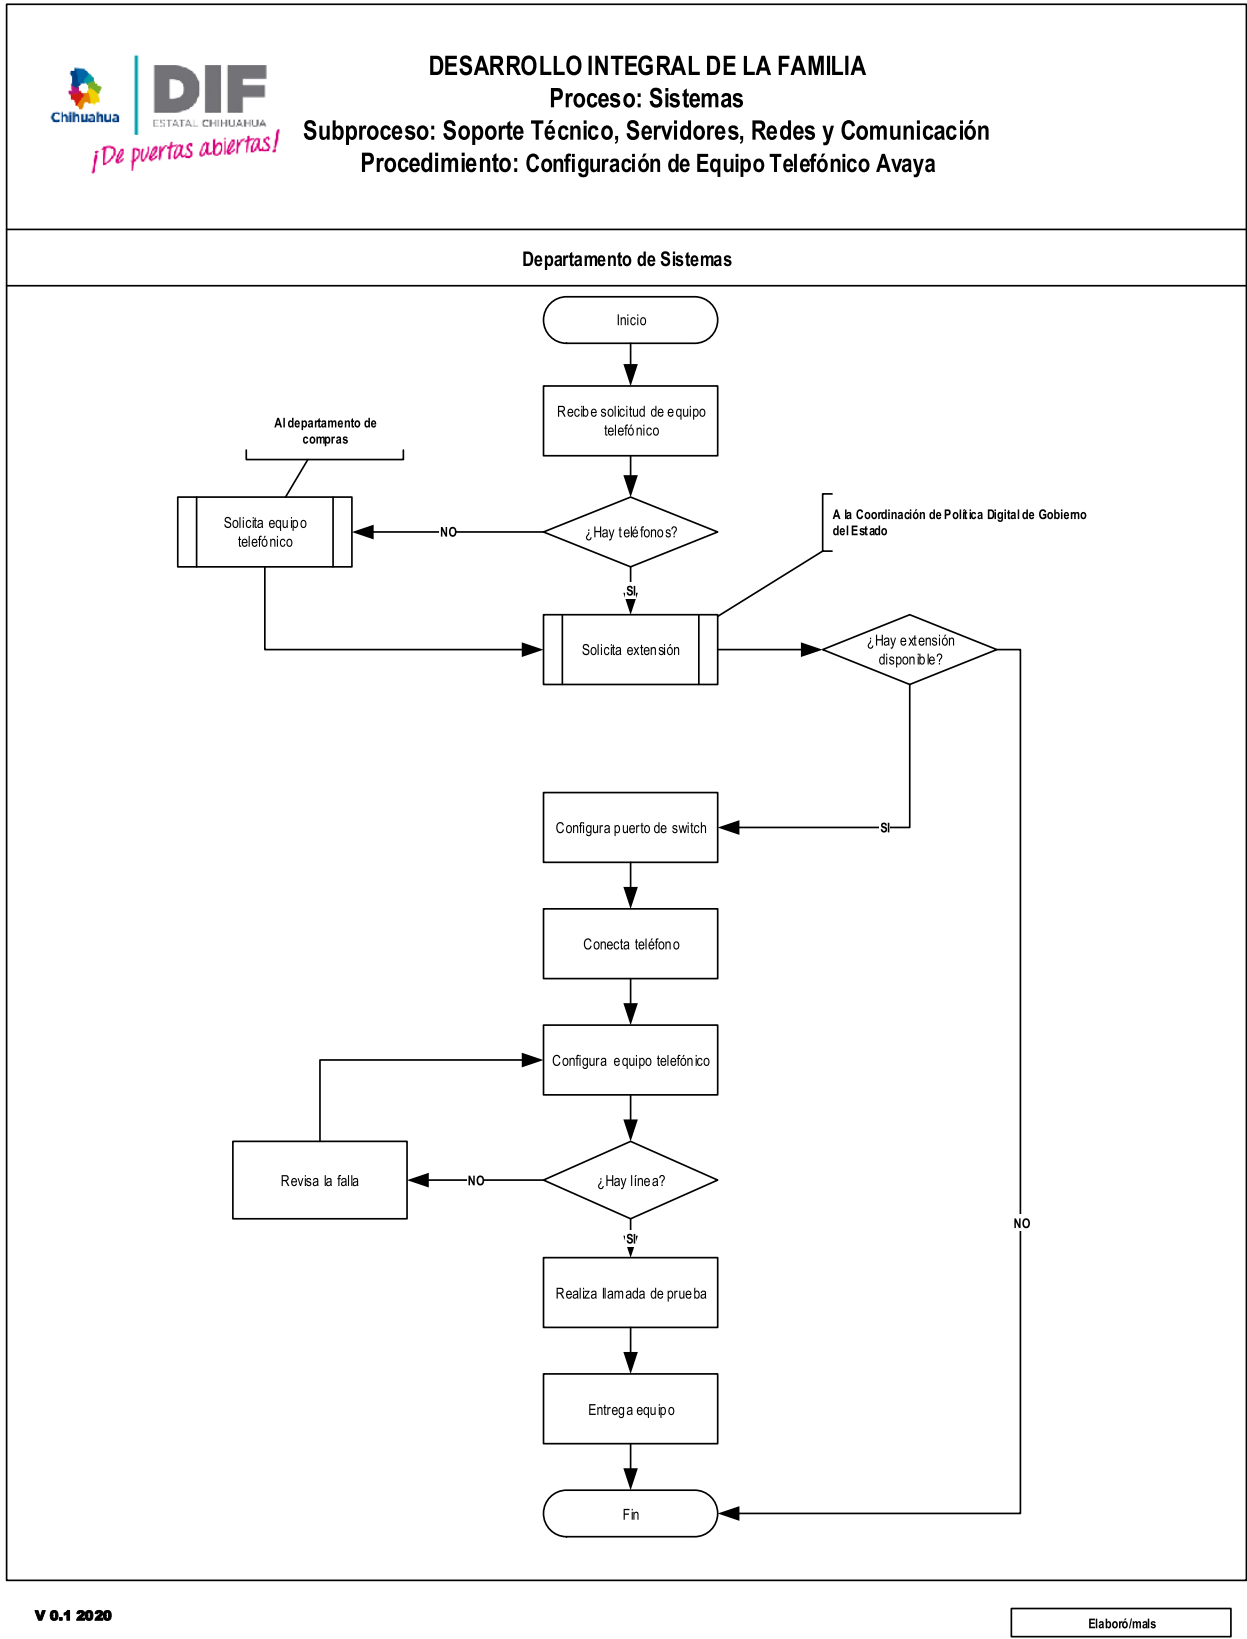 DESARROLLO INTEGRAL DE LA FAMILIA
Proceso: Sistemas
Subproceso: Soporte Técnico, Servidores, Redes y Comunicación
Procedimiento: Configuración de Equipo Telefónico Avaya
Chihuahua
DIF
ESTATAL CHIHUAHUA
¡De puertas abiertas!
Departamento de Sistemas
Inicio
Recibe solicitud de equipo
telefónico
Al departamento de
compras
Solicita equipo
telefónico
NO
¿Hay teléfonos?
A la Coordinación de Política Digital de Gobierno
del Estado
SI
Solicita extensión
¿Hay extensión
disponible?
Configura puerto de switch
SI
Conecta teléfono
Configura equipo telefónico
Revisa la falla
NO
¿Hay línea?
NO
SI
Realiza llamada de prueba
Entrega equipo
Fin
V 0.1 2020
Elaboró/mals